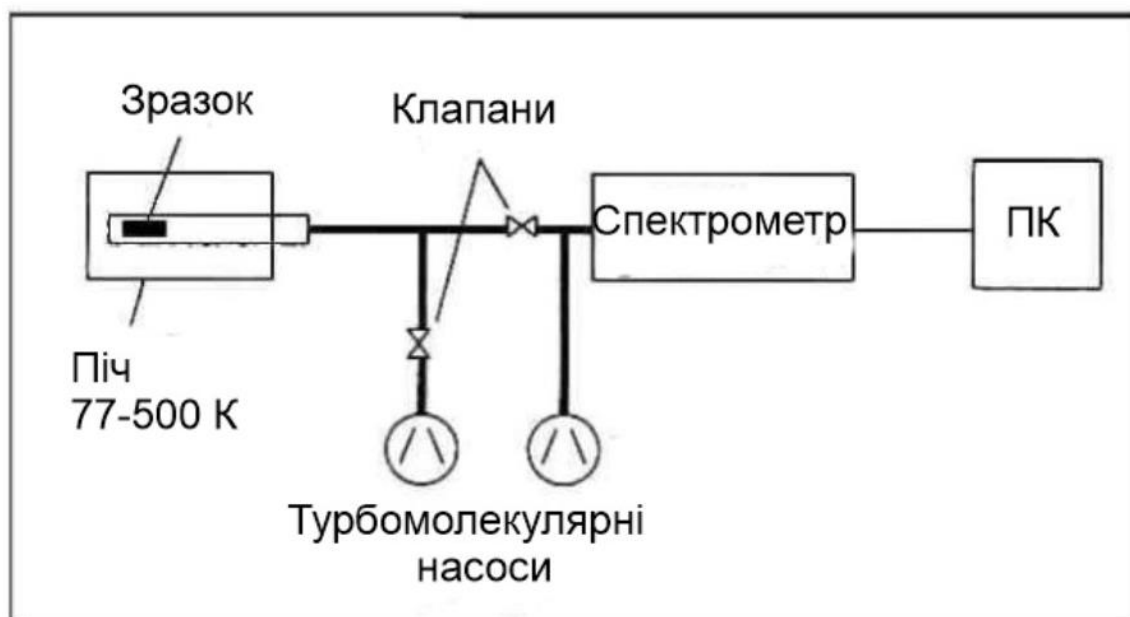 Зразок
Клапани
Спектрометр
ПК
Піч
77-500 К
Турбомолекулярні
насоси